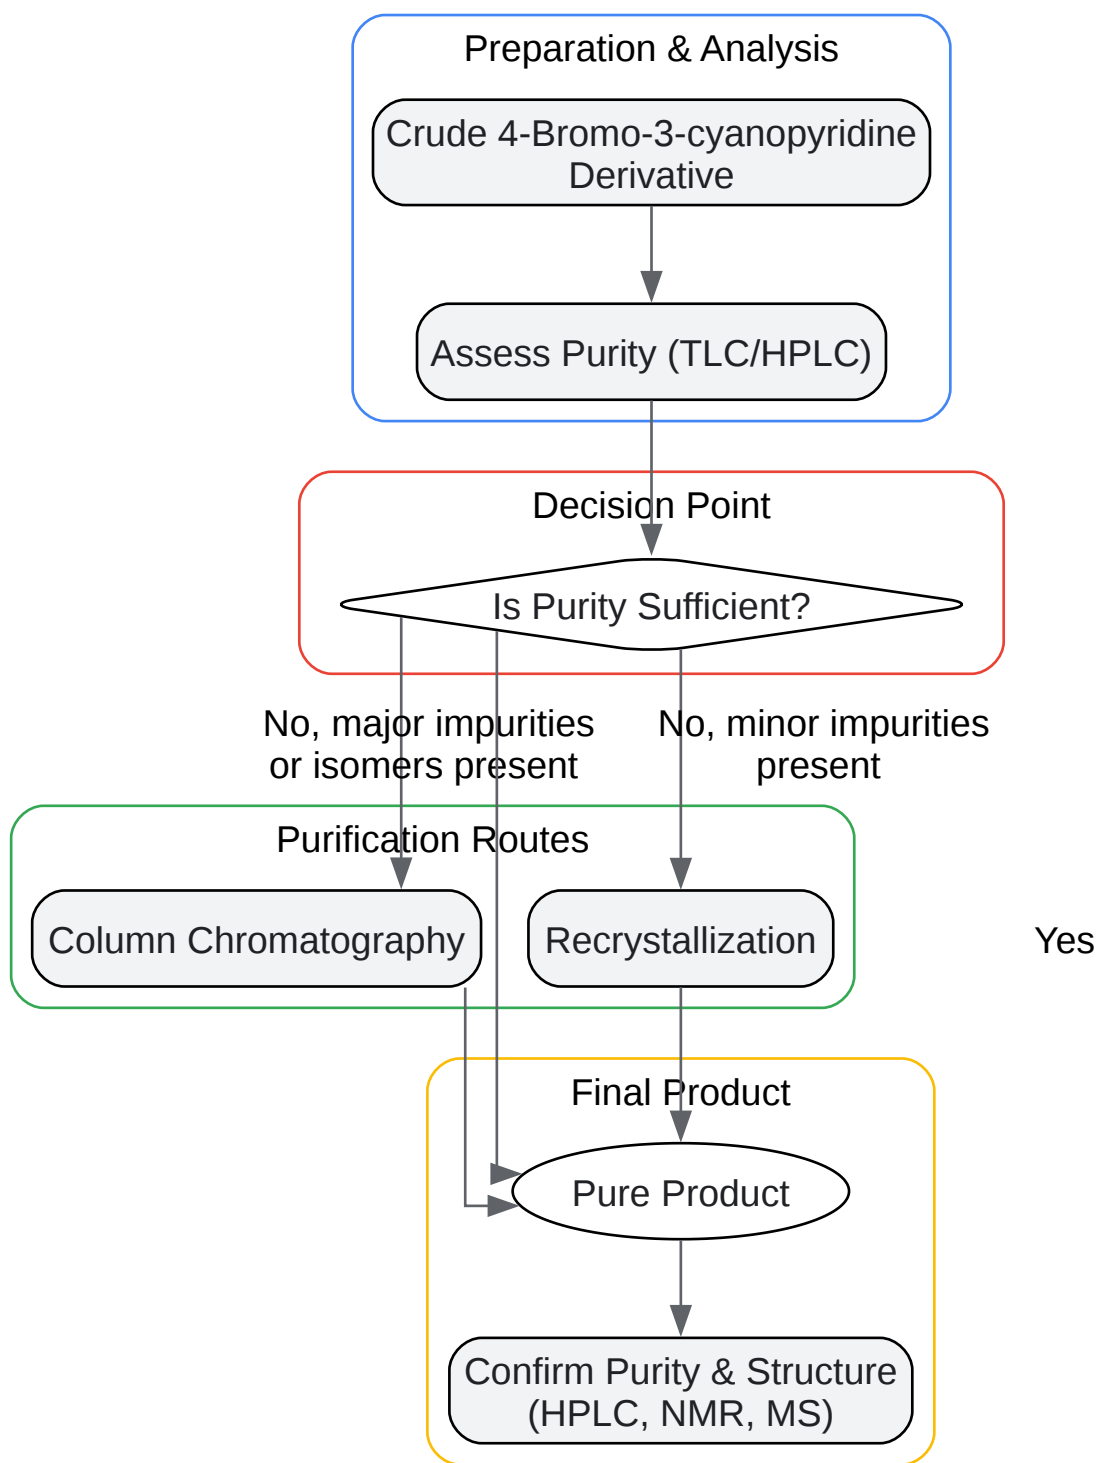 Preparation & Analysis
Crude 4-Bromo-3-cyanopyridine
Derivative
Assess Purity (TLC/HPLC)
Decision Point
Is Purity Sufficient?
No, major impurities
or isomers present
No, minor impurities
present
Purification Routes
Column Chromatography
Recrystallization
Yes
Final Product
Pure Product
Confirm Purity & Structure
(HPLC, NMR, MS)